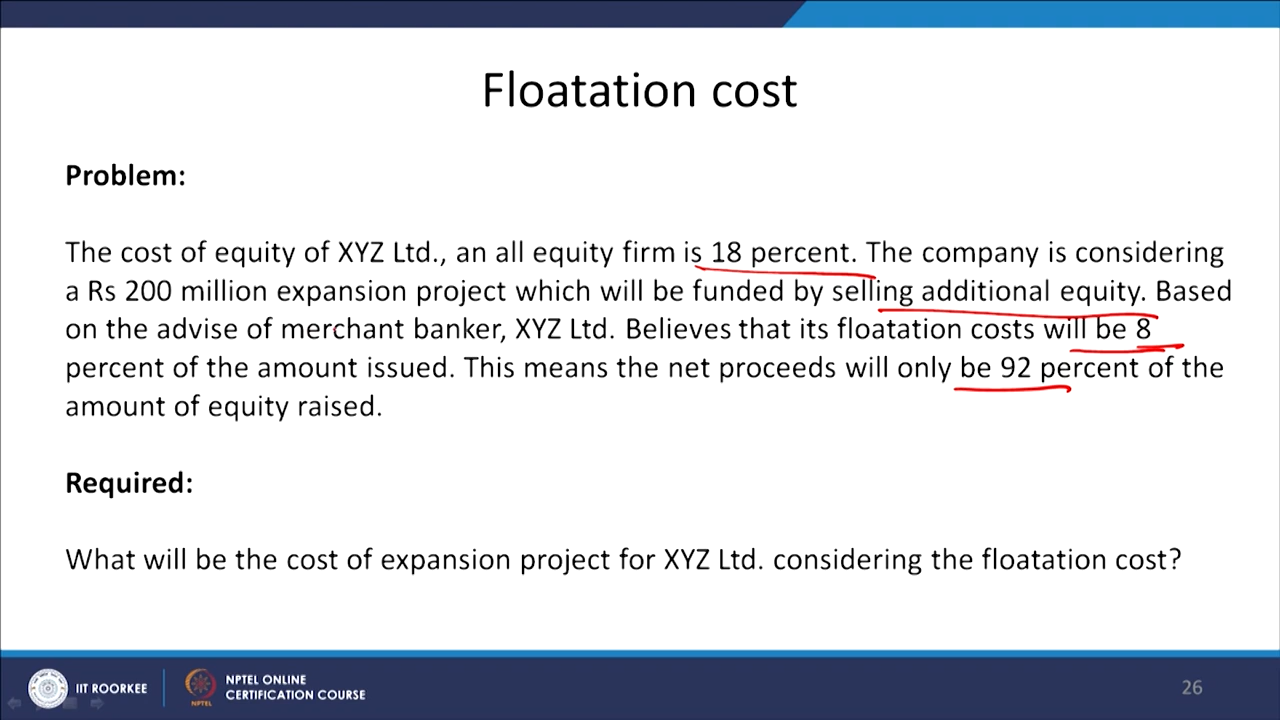 Floatation cost
Problem:
The cost of equity of XYZ Ltd., an all equity firm is 18 percent. The company is considering
a Rs 200 million expansion project which will be funded by selling additional equity. Based
on the advise of merchant banker, XYZ Ltd. Believes that its floatation costs will be 8
percent of the amount issued. This means the net proceeds will only be 92 percent of the
amount of equity raised.
Required:
What will be the cost of expansion project for XYZ Ltd. considering the floatation cost?
IIT ROORKEE
NPTEL
NPTEL ONLINE
CERTIFICATION COURSE
26